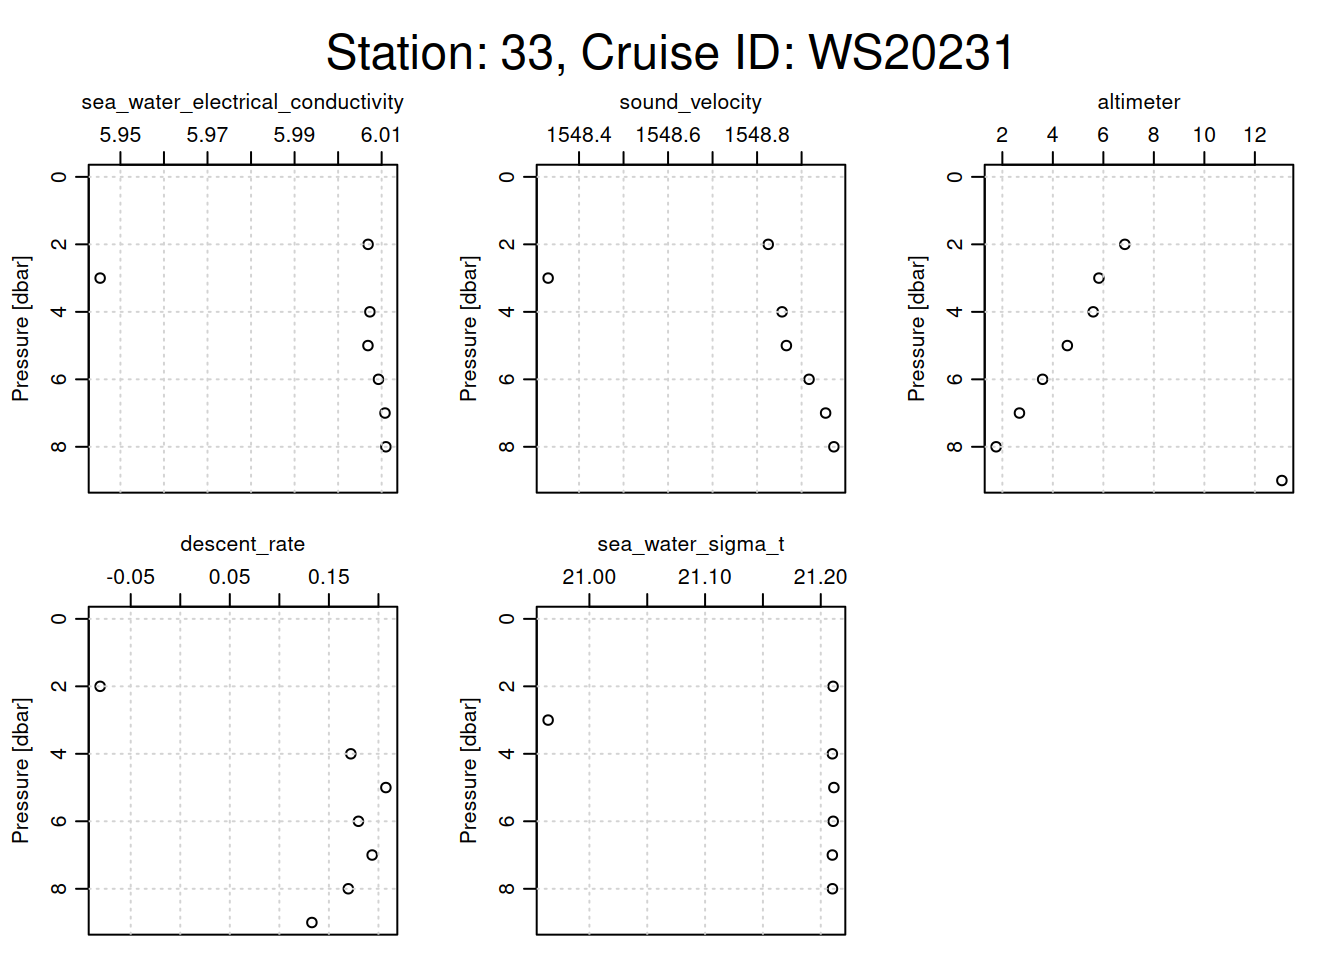 Station: 33, Cruise ID: WS20231
sea_water_electrical_conductivity
5.95 5.97 5.99 6.01
Pressure [dbar]
0
2
4
6
8
sound_velocity
1548.4 1548.6 1548.8
Pressure [dbar]
0
2
4
6
8
altimeter
2 4 6 8 10 12
Pressure [dbar]
0
2
4
6
8
descent_rate
-0.05 0.05 0.15
Pressure [dbar]
0
2
4
6
8
sea_water_sigma_t
21.00 21.10 21.20
Pressure [dbar]
0
2
4
6
8